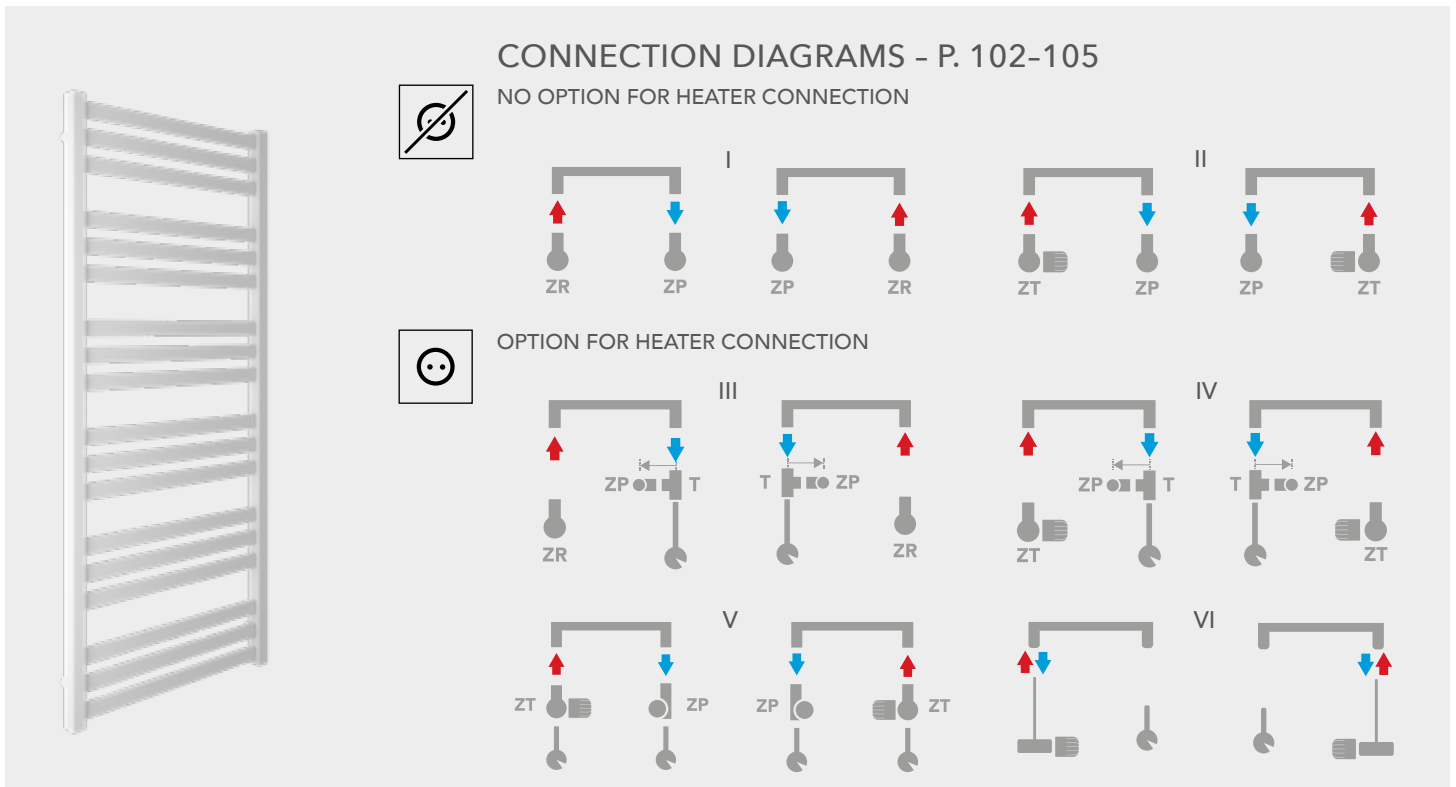 CONNECTION DIAGRAMS – P. 102–105
NO OPTION FOR HEATER CONNECTION
I
II
ZR
ZP
ZP
ZR
ZT
ZP
ZP
ZT
OPTION FOR HEATER CONNECTION
III
IV
ZP
T
T
ZP
ZP
T
T
ZP
ZR
ZR
ZT
ZT
V
VI
ZT
ZP
ZP
ZT